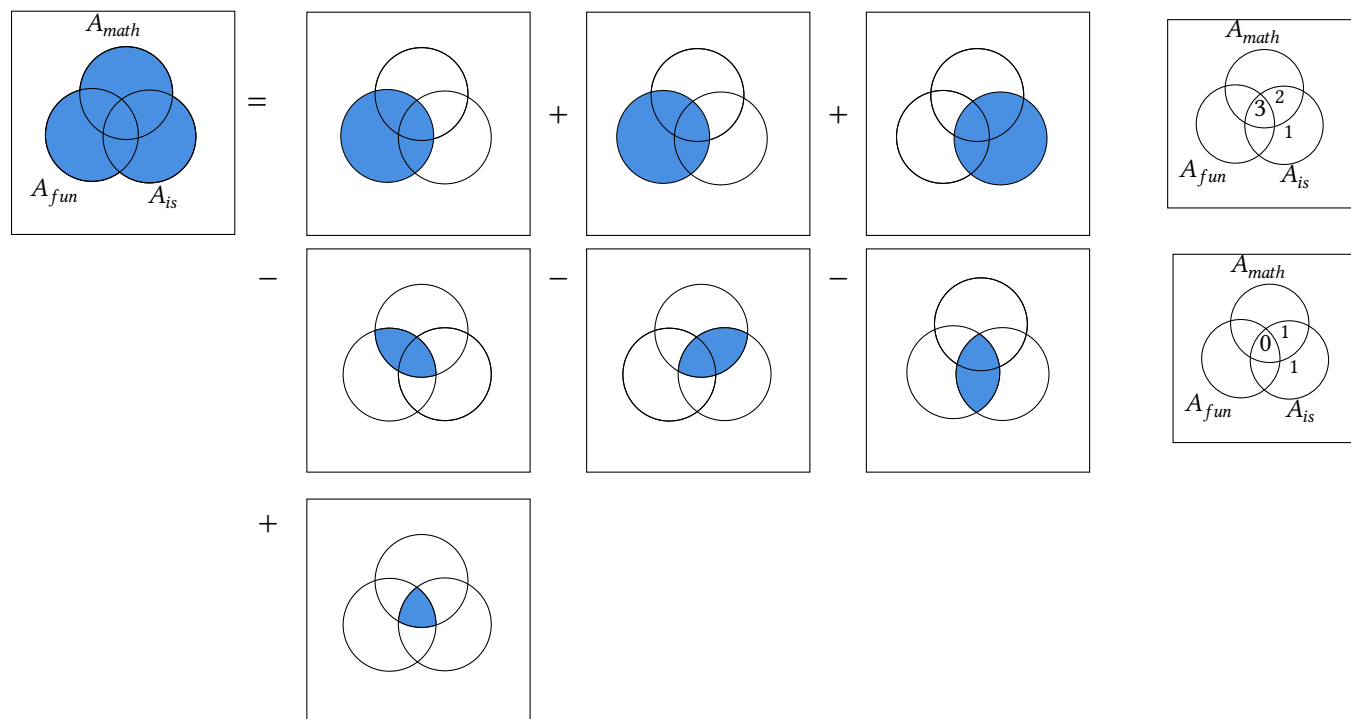 A_math
A_fun
A_is
= + +
A_math
3 2
1
A_fun
A_is
− − −
A_math
0 1
1
A_fun
A_is
+